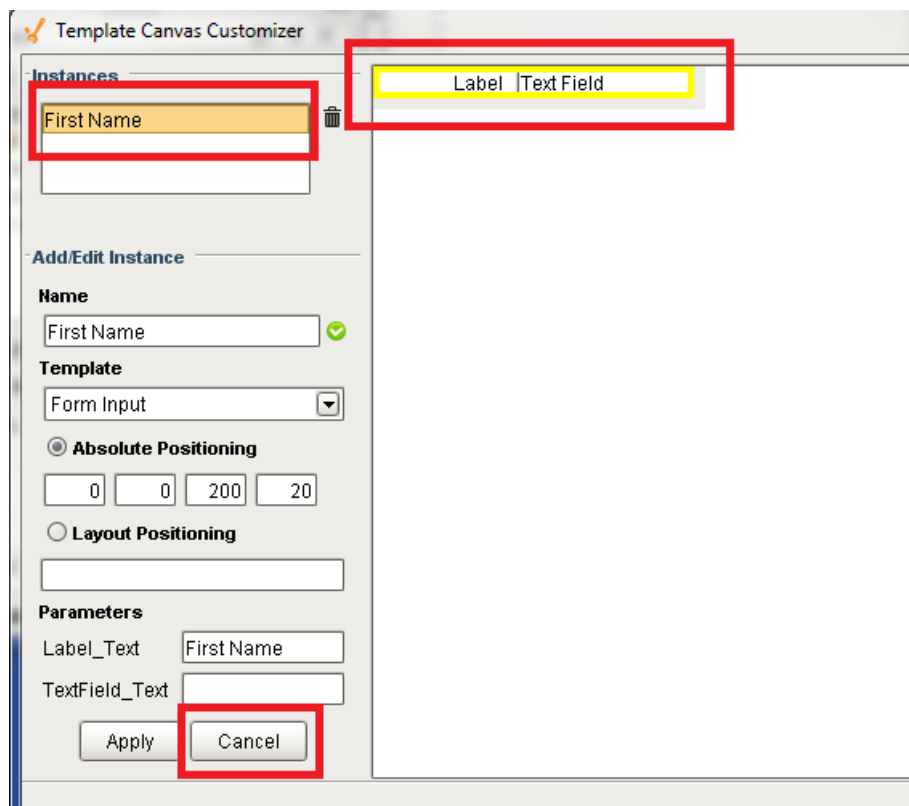 Template Canvas Customizer
Instances
First Name
Label Text Field
Add/Edit Instance
Name
First Name
Template
Form Input
Absolute Positioning
0 0 200 20
Layout Positioning
Parameters
Label_Text First Name
TextField_Text
Apply Cancel